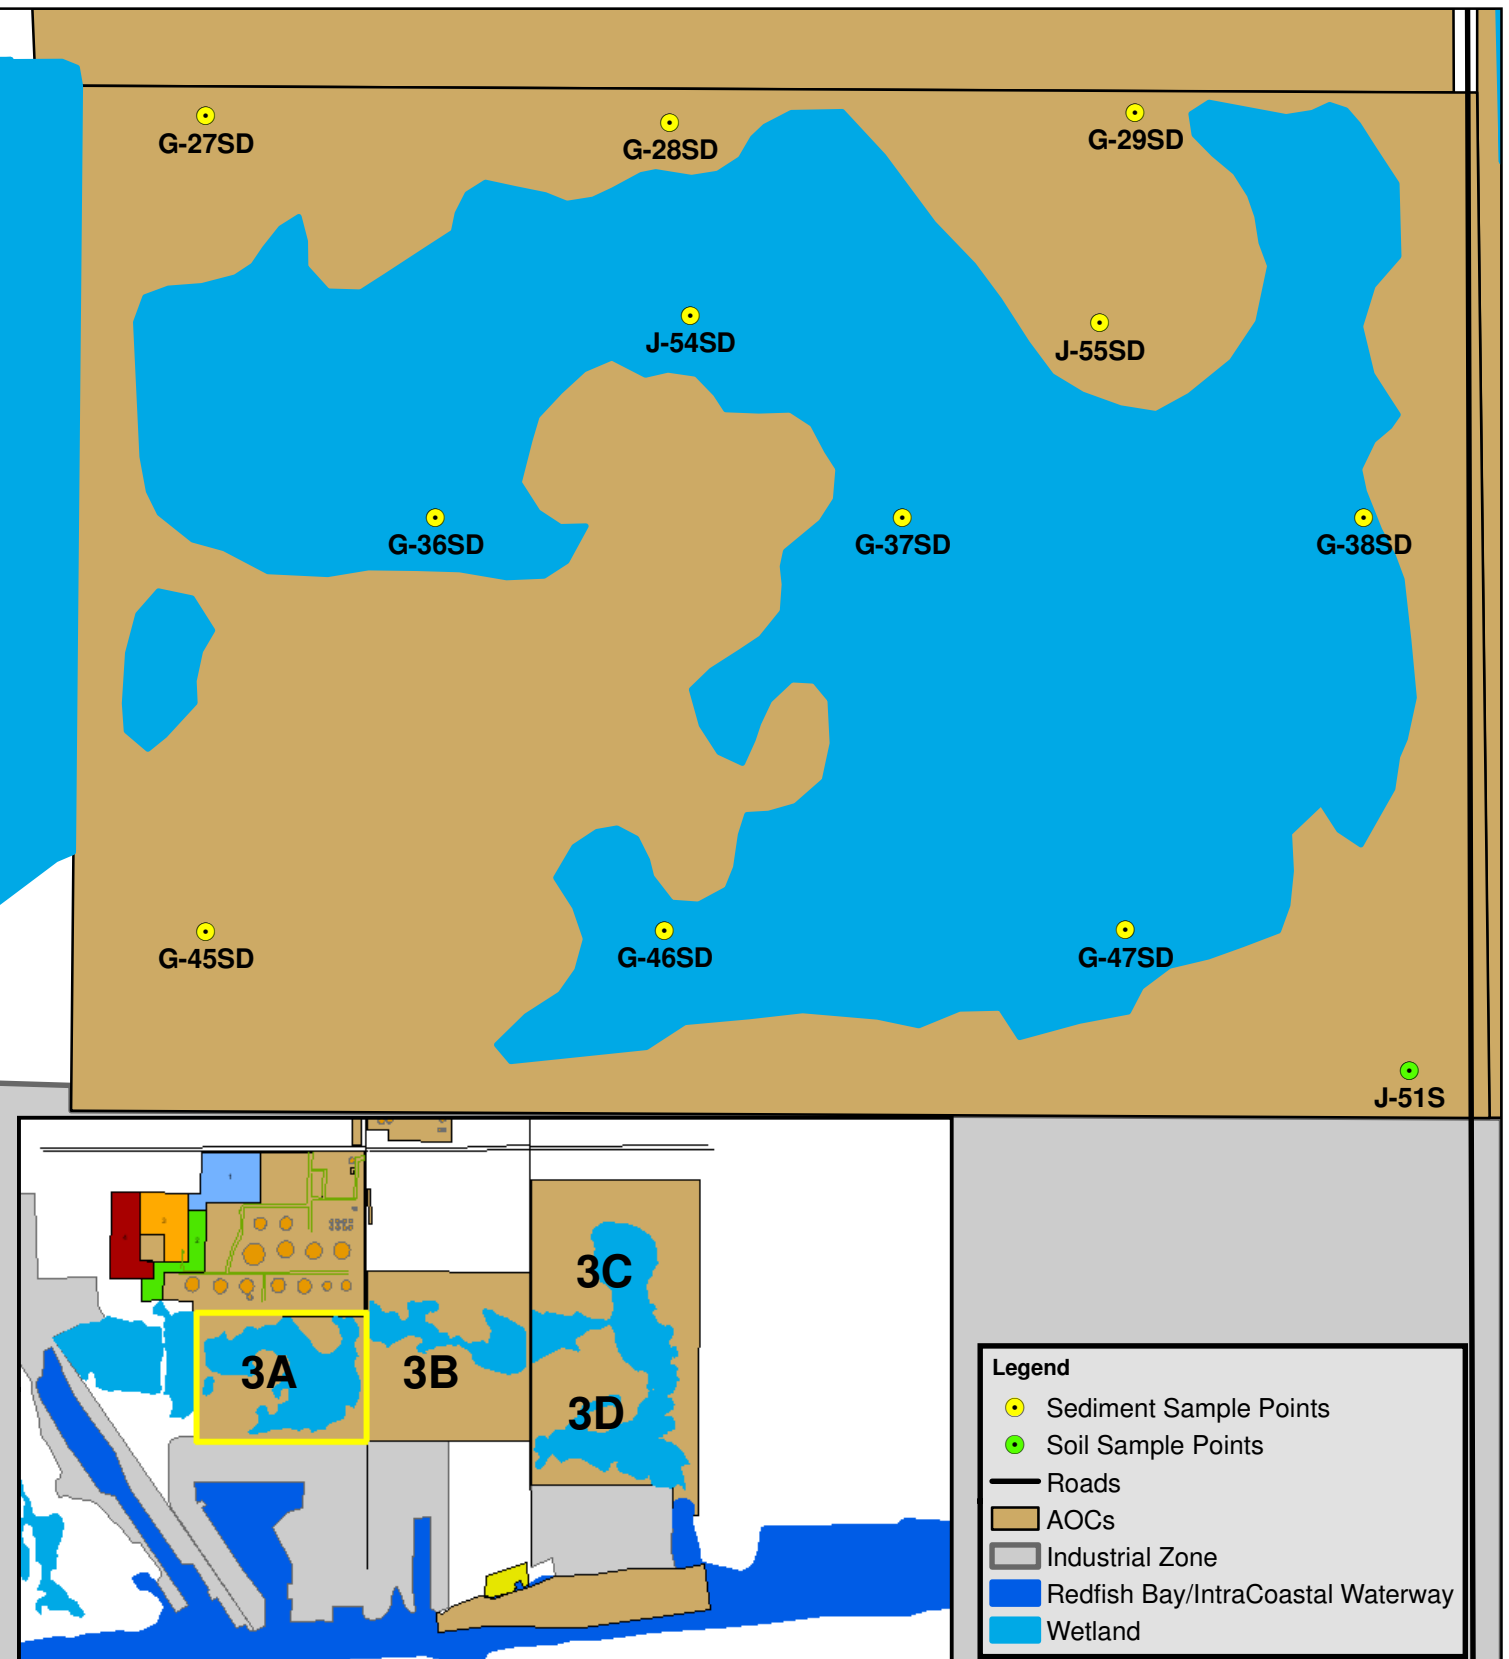 G-27SD
G-28SD
G-29SD
J-54SD
J-55SD
G-36SD
G-37SD
G-38SD
G-45SD
G-46SD
G-47SD
J-51S
3C
3A
3B
3D
Legend
Sediment Sample Points
Soil Sample Points
Roads
AOCs
Industrial Zone
Redfish Bay/IntraCoastal Waterway
Wetland